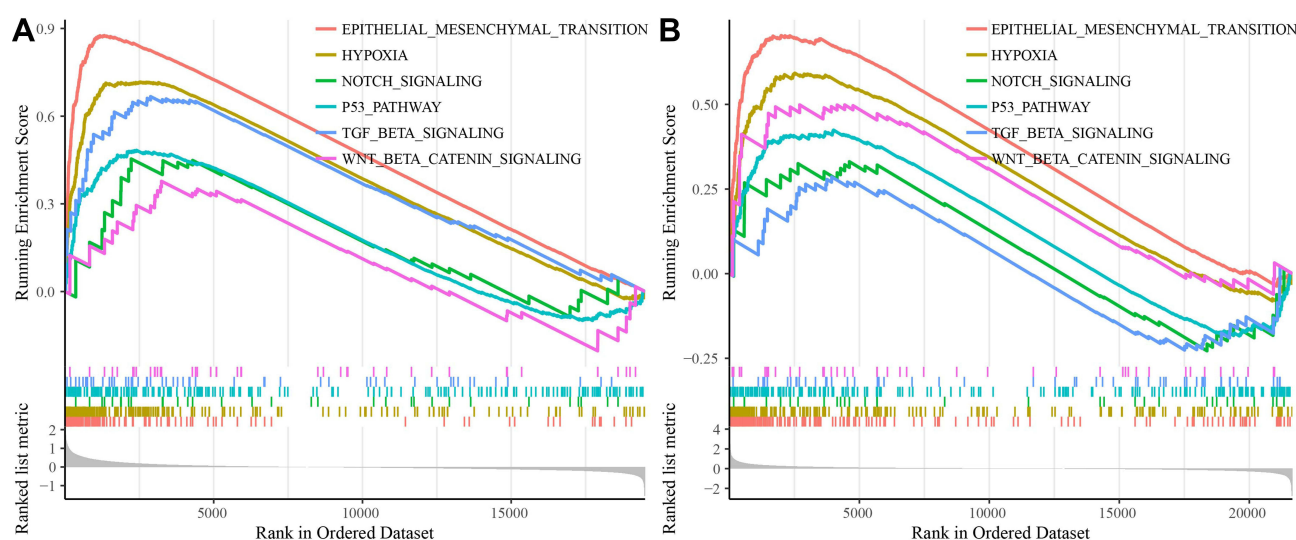 A
EPITHELIAL_MESENCHYMAL_TRANSITION
HYPOXIA
NOTCH_SIGNALING
P53_PATHWAY
TGF_BETA_SIGNALING
WNT_BETA_CATENIN_SIGNALING
Running Enrichment Score
0.9
0.6
0.3
0.0
Ranked list metric
2
1
0
−1
5000
10000
15000
Rank in Ordered Dataset
B
EPITHELIAL_MESENCHYMAL_TRANSITION
HYPOXIA
NOTCH_SIGNALING
P53_PATHWAY
TGF_BETA_SIGNALING
WNT_BETA_CATENIN_SIGNALING
Running Enrichment Score
0.50
0.25
0.00
−0.25
Ranked list metric
4
2
0
−2
5000
10000
15000
20000
Rank in Ordered Dataset